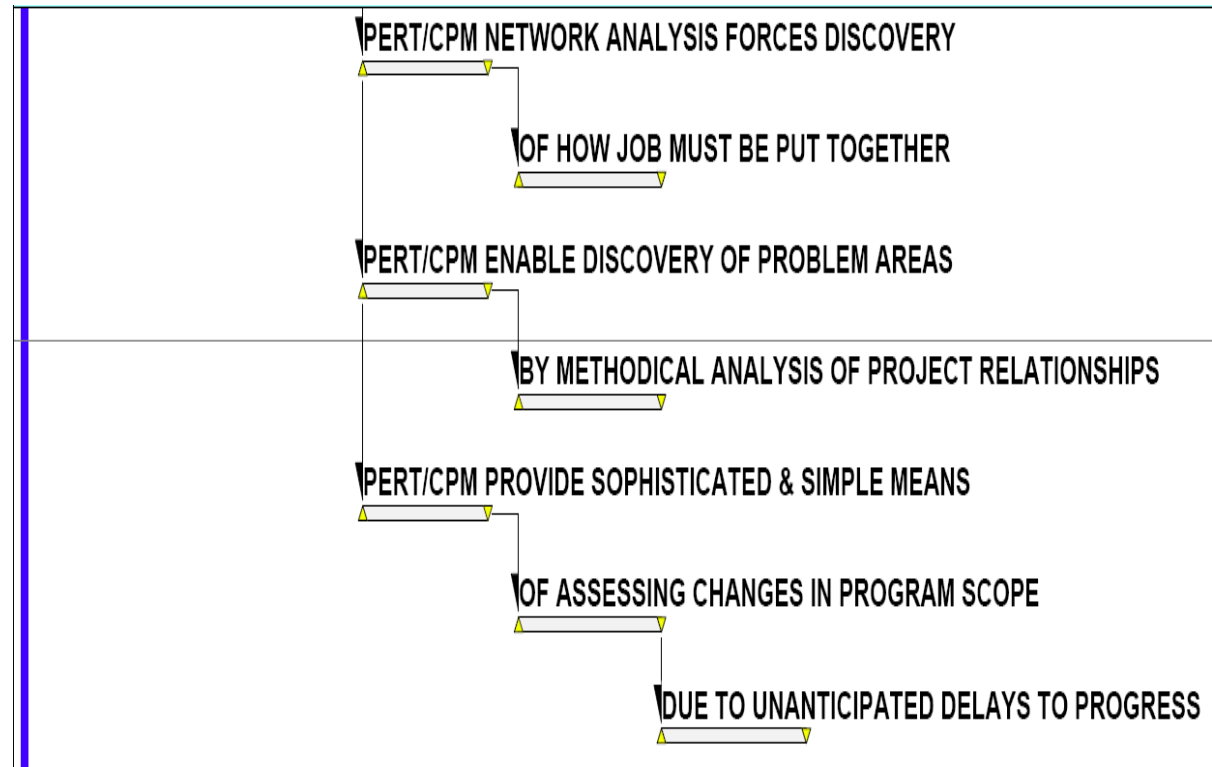 PERT/CPM NETWORK ANALYSIS FORCES DISCOVERY
OF HOW JOB MUST BE PUT TOGETHER
PERT/CPM ENABLE DISCOVERY OF PROBLEM AREAS
BY METHODICAL ANALYSIS OF PROJECT RELATIONSHIPS
PERT/CPM PROVIDE SOPHISTICATED & SIMPLE MEANS
OF ASSESSING CHANGES IN PROGRAM SCOPE
DUE TO UNANTICIPATED DELAYS TO PROGRESS